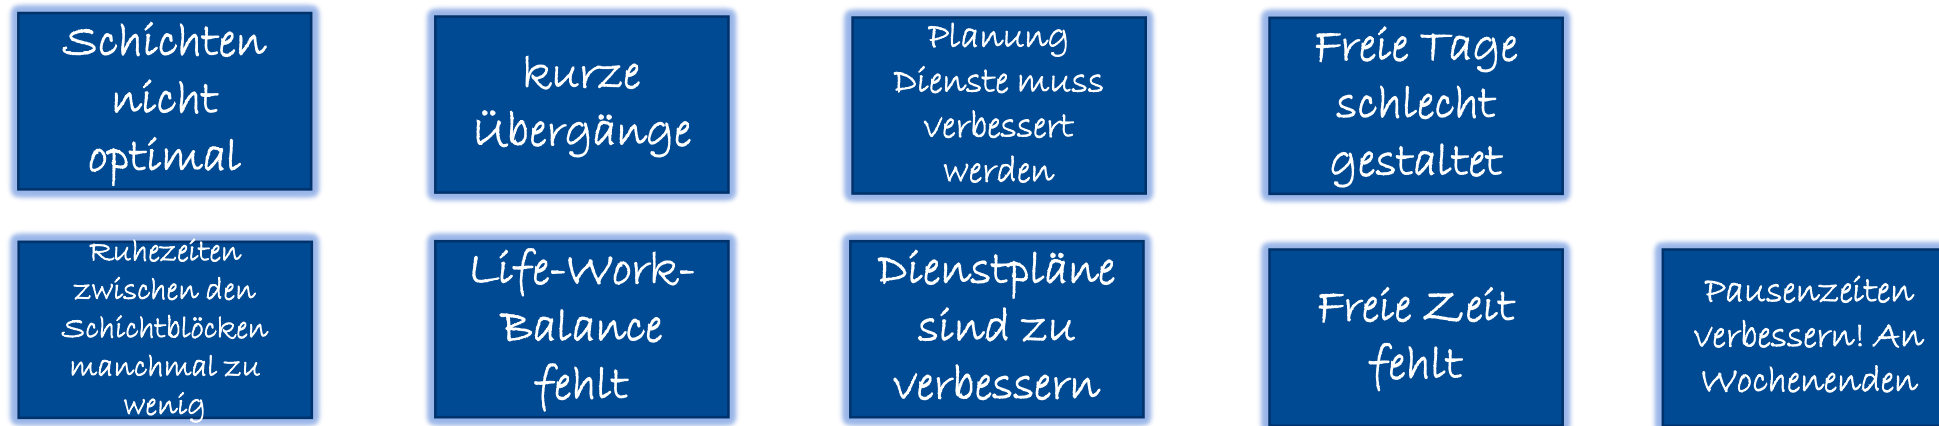 Schichten
nicht
optimal
kurze
Übergänge
Planung
Dienste muss
verbessert
werden
Freie Tage
schlecht
gestaltet
Ruhezeiten
zwischen den
Schichtblöcken
manchmal zu
wenig
Life-Work-
Balance
fehlt
Dienstpläne
sind zu
verbessern
Freie Zeit
fehlt
Pausenzeiten
verbessern! An
Wochenenden